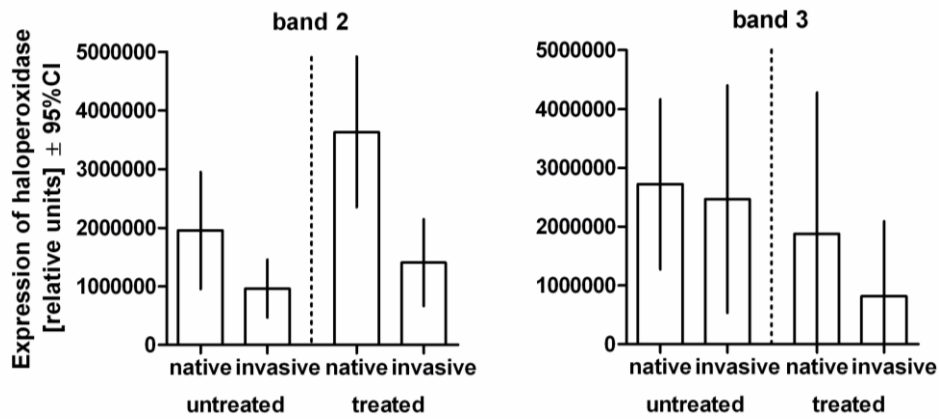 Expression of haloperoxidase
[relative units] ± 95%CI
band 2
5000000
4000000
3000000
2000000
1000000
0
native invasive native invasive
untreated treated
band 3
5000000
4000000
3000000
2000000
1000000
0
native invasive native invasive
untreated treated